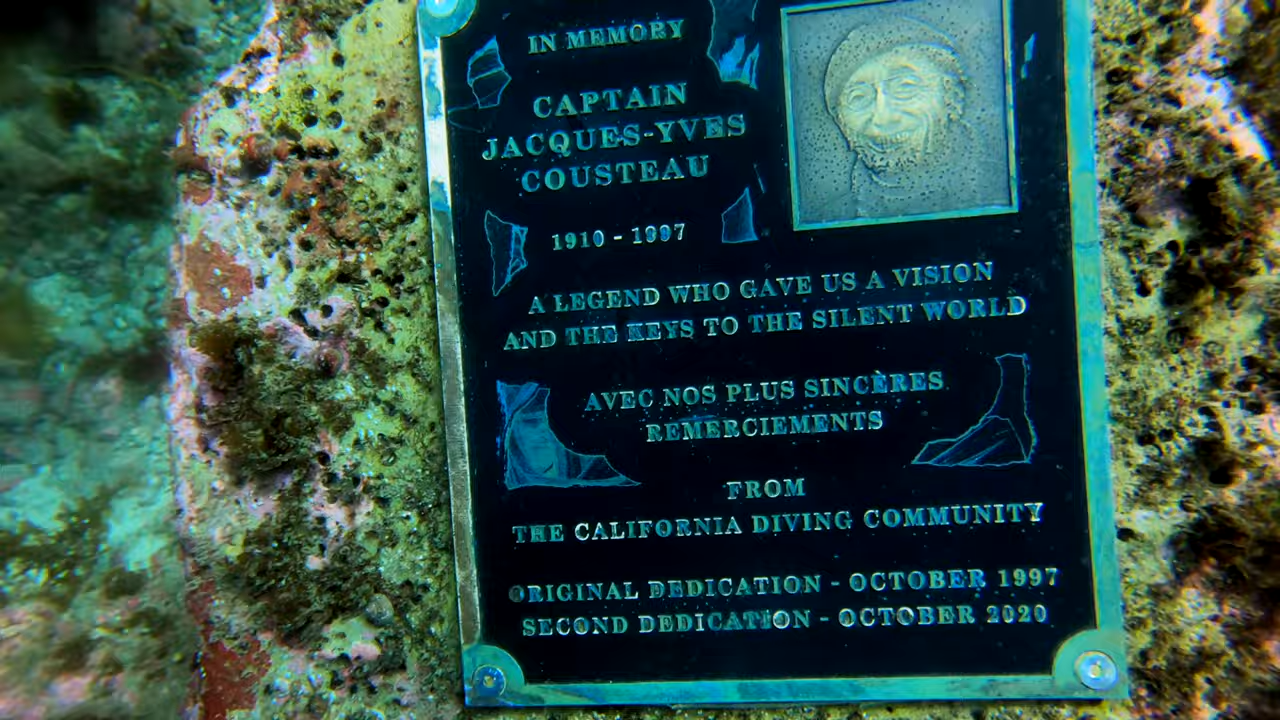 IN MEMORY
CAPTAIN
JACQUES-YVES
COUSTEAU
1910 - 1997
A LEGEND WHO GAVE US A VISION
AND THE KEYS TO THE SILENT WORLD
AVEC NOS PLUS SINCÈRES
REMERCIEMENTS
FROM
THE CALIFORNIA DIVING COMMUNITY
ORIGINAL DEDICATION - OCTOBER 1997
SECOND DEDICATION - OCTOBER 2020